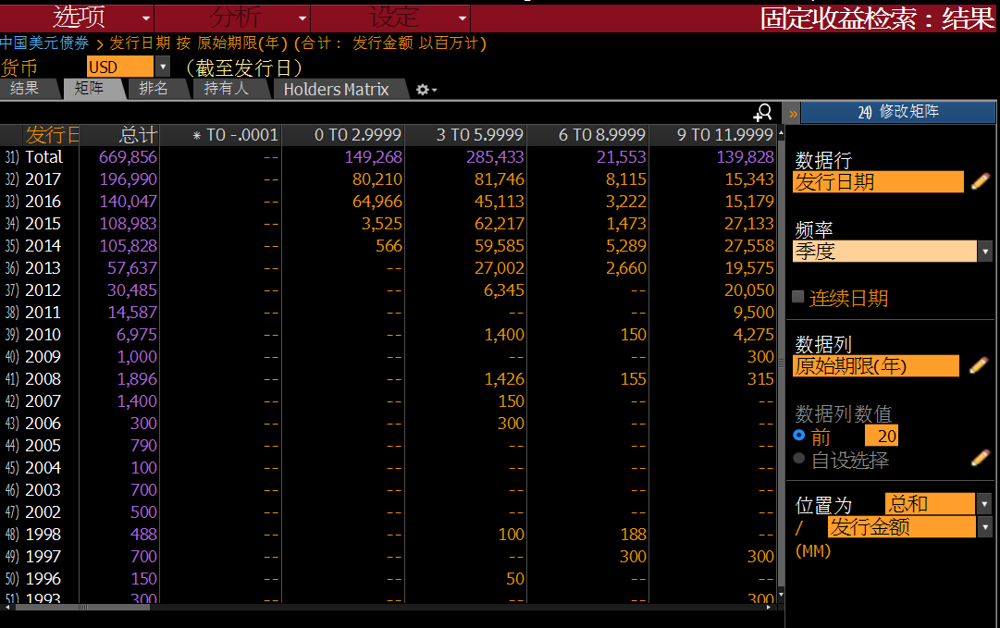 选项 分析 设定 固定收益检索：结果
中国美元债券 > 发行日期 按 原始期限(年) (合计： 发行金额 以百万计)
货币 USD (截至发行日)
结果 矩阵 排名 持有人 Holders Matrix
» 24) 修改矩阵
发行日 总计 * TO -.0001 0 TO 2.9999 3 TO 5.9999 6 TO 8.9999 9 TO 11.9999
31) Total 669,856 -- 149,268 285,433 21,553 139,828
32) 2017 196,990 -- 80,210 81,746 8,115 15,343
33) 2016 140,047 -- 64,966 45,113 3,222 15,179
34) 2015 108,983 -- 3,525 62,217 1,473 27,133
35) 2014 105,828 -- 566 59,585 5,289 27,558
36) 2013 57,637 -- -- 27,002 2,660 19,575
37) 2012 30,485 -- -- 6,345 -- 20,050
38) 2011 14,587 -- -- -- -- 9,500
39) 2010 6,975 -- -- 1,400 150 4,275
40) 2009 1,000 -- -- -- -- 300
41) 2008 1,896 -- -- 1,426 155 315
42) 2007 1,400 -- -- 150 -- --
43) 2006 300 -- -- 300 -- --
44) 2005 790 -- -- -- -- --
45) 2004 100 -- -- -- -- --
46) 2003 700 -- -- -- -- --
47) 2002 500 -- -- -- -- --
48) 1998 488 -- -- 100 188 --
49) 1997 700 -- -- -- 300 300
50) 1996 150 -- -- 50 -- --
51) 1993 300 -- -- -- -- 300
数据行
发行日期
频率
季度
连续日期
数据列
原始期限(年)
数据列数值
前 20
自设选择
位置为 总和
/ 发行金额
(MM)